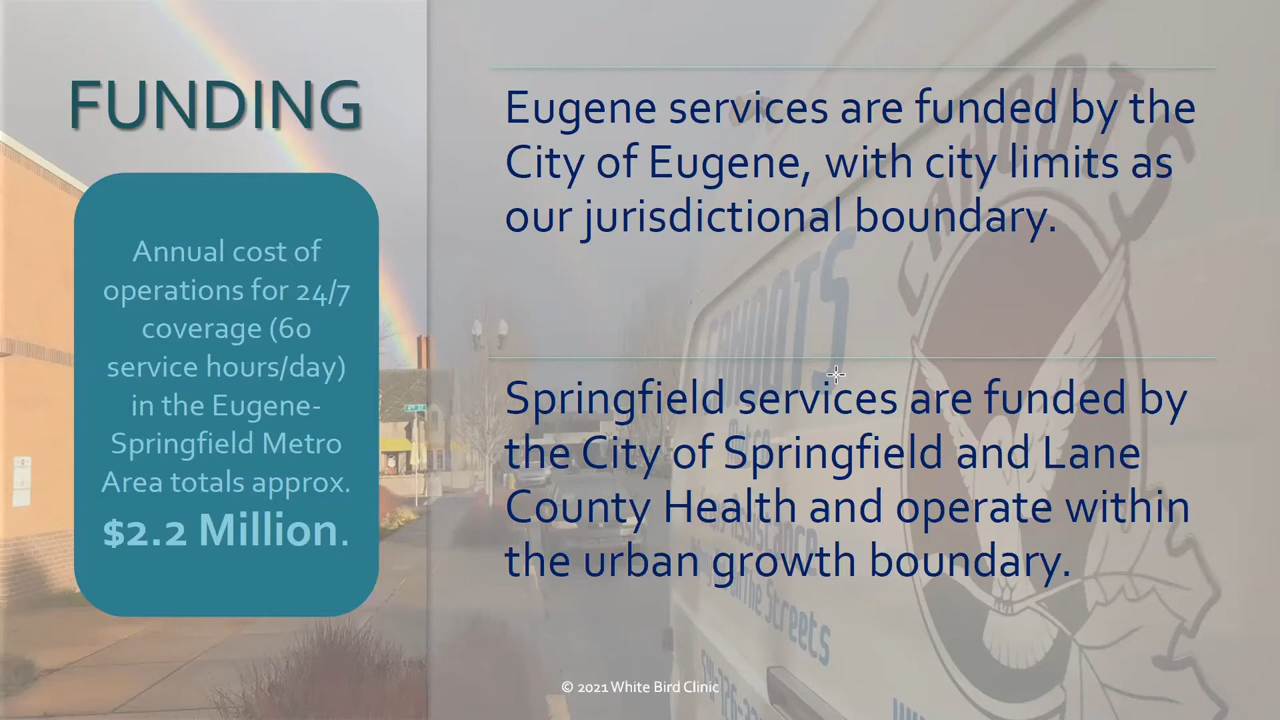 FUNDING
Annual cost of
operations for 24/7
coverage (60
service hours/day)
in the Eugene-
Springfield Metro
Area totals approx.
$2.2 Million.
Eugene services are funded by the
City of Eugene, with city limits as
our jurisdictional boundary.
Springfield services are funded by
the City of Springfield and Lane
County Health and operate within
the urban growth boundary.
CAHOOTS
CAHOOTS
Streets
© 2021 White Bird Clinic